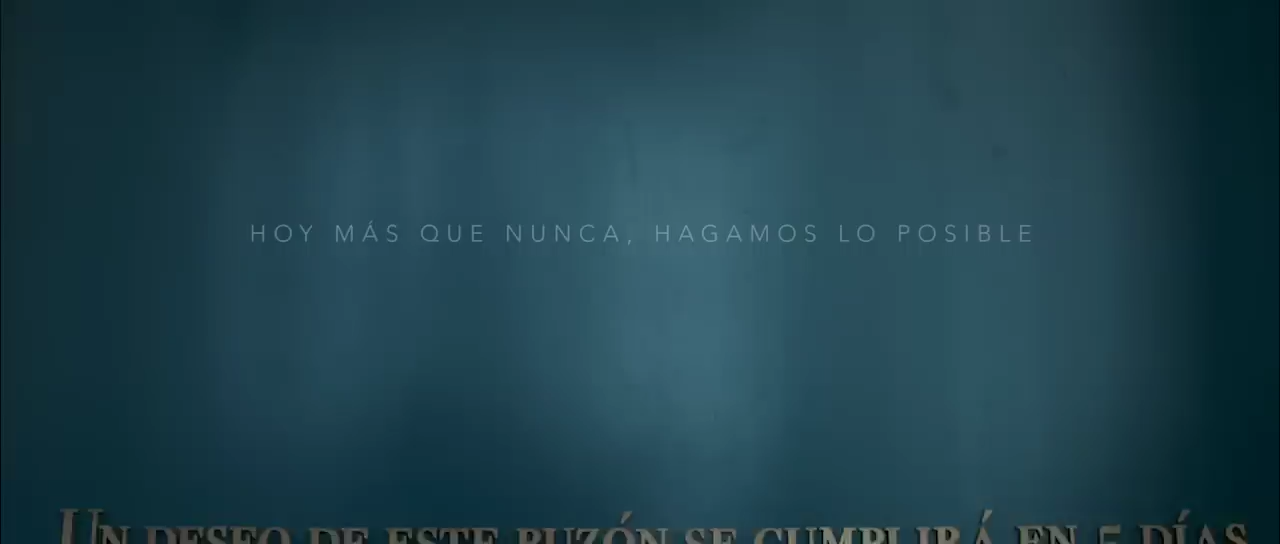 HOY MÁS QUE NUNCA, HAGAMOS LO POSIBLE
UN DESEO DE ESTE BUZÓN SE CUMPLIRÁ EN 5 DÍAS